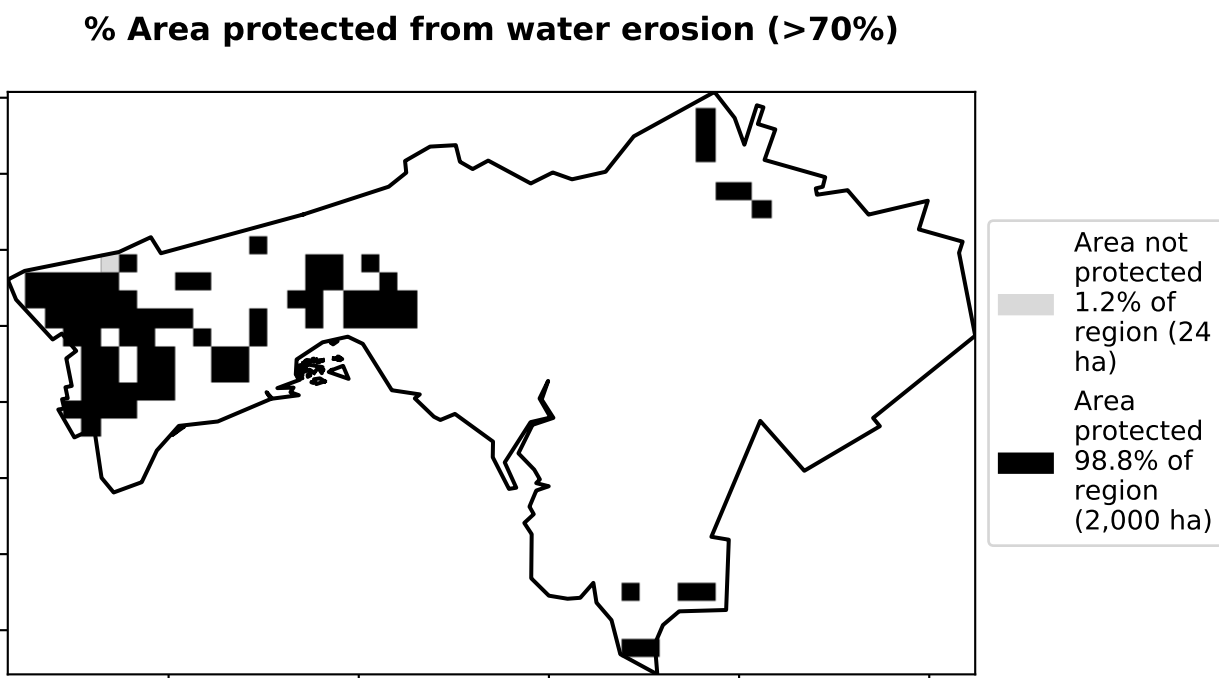 % Area protected from water erosion (>70%)
Area not
protected
1.2% of
region (24
ha)
Area
protected
98.8% of
region
(2,000 ha)